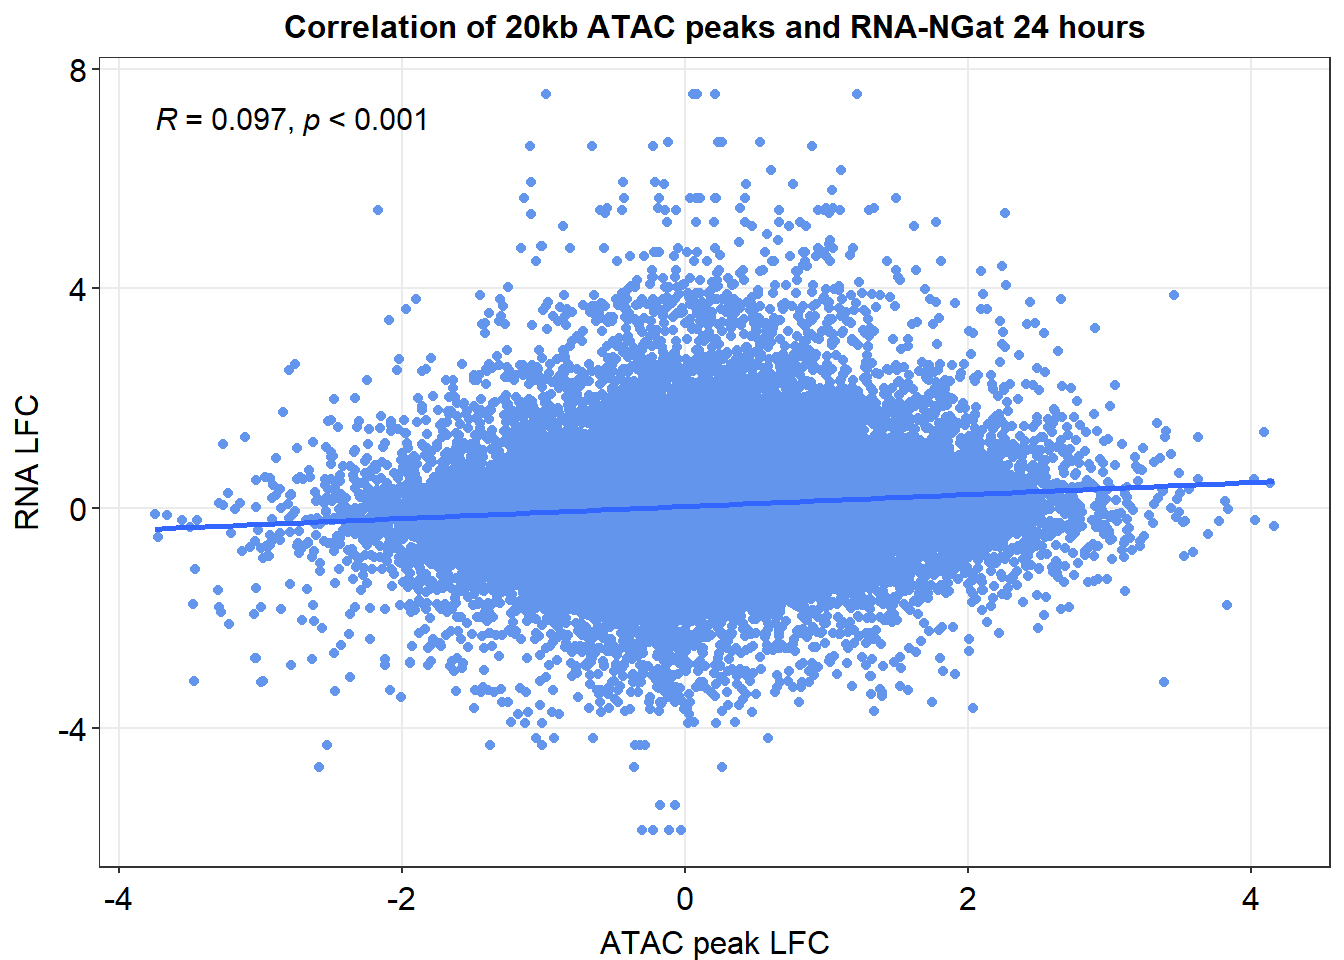 Correlation of 20kb ATAC peaks and RNA-NGat 24 hours
R = 0.097, p < 0.001
8
4
0
-4
RNA LFC
-4 -2 0 2 4
ATAC peak LFC